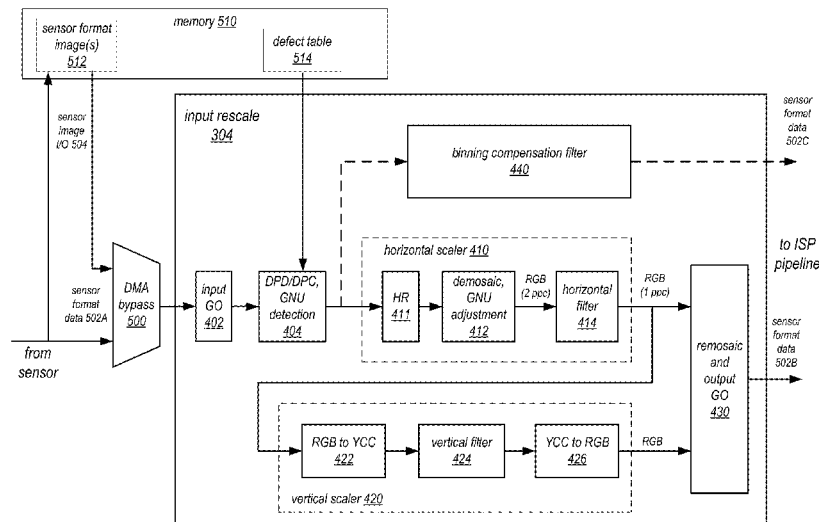 memory 510
sensor format
image(s)
512
defect table
514
sensor
image
I/O 504
input rescale
304
sensor
format
data
502C
binning compensation filter
440
to ISP
pipeline
horizontal scaler 410
DMA
bypass
500
input
GO
402
DPD/DPC,
GNU
detection
404
HR
411
demosaic,
GNU
adjustment
412
RGB
(2 ppc)
horizontal
filter
414
RGB
(1 ppc)
sensor
format
data 502A
from
sensor
remosaic
and
output
GO
430
sensor
format
data
502B
RGB to YCC
422
vertical filter
424
YCC to RGB
426
RGB
vertical scaler 420